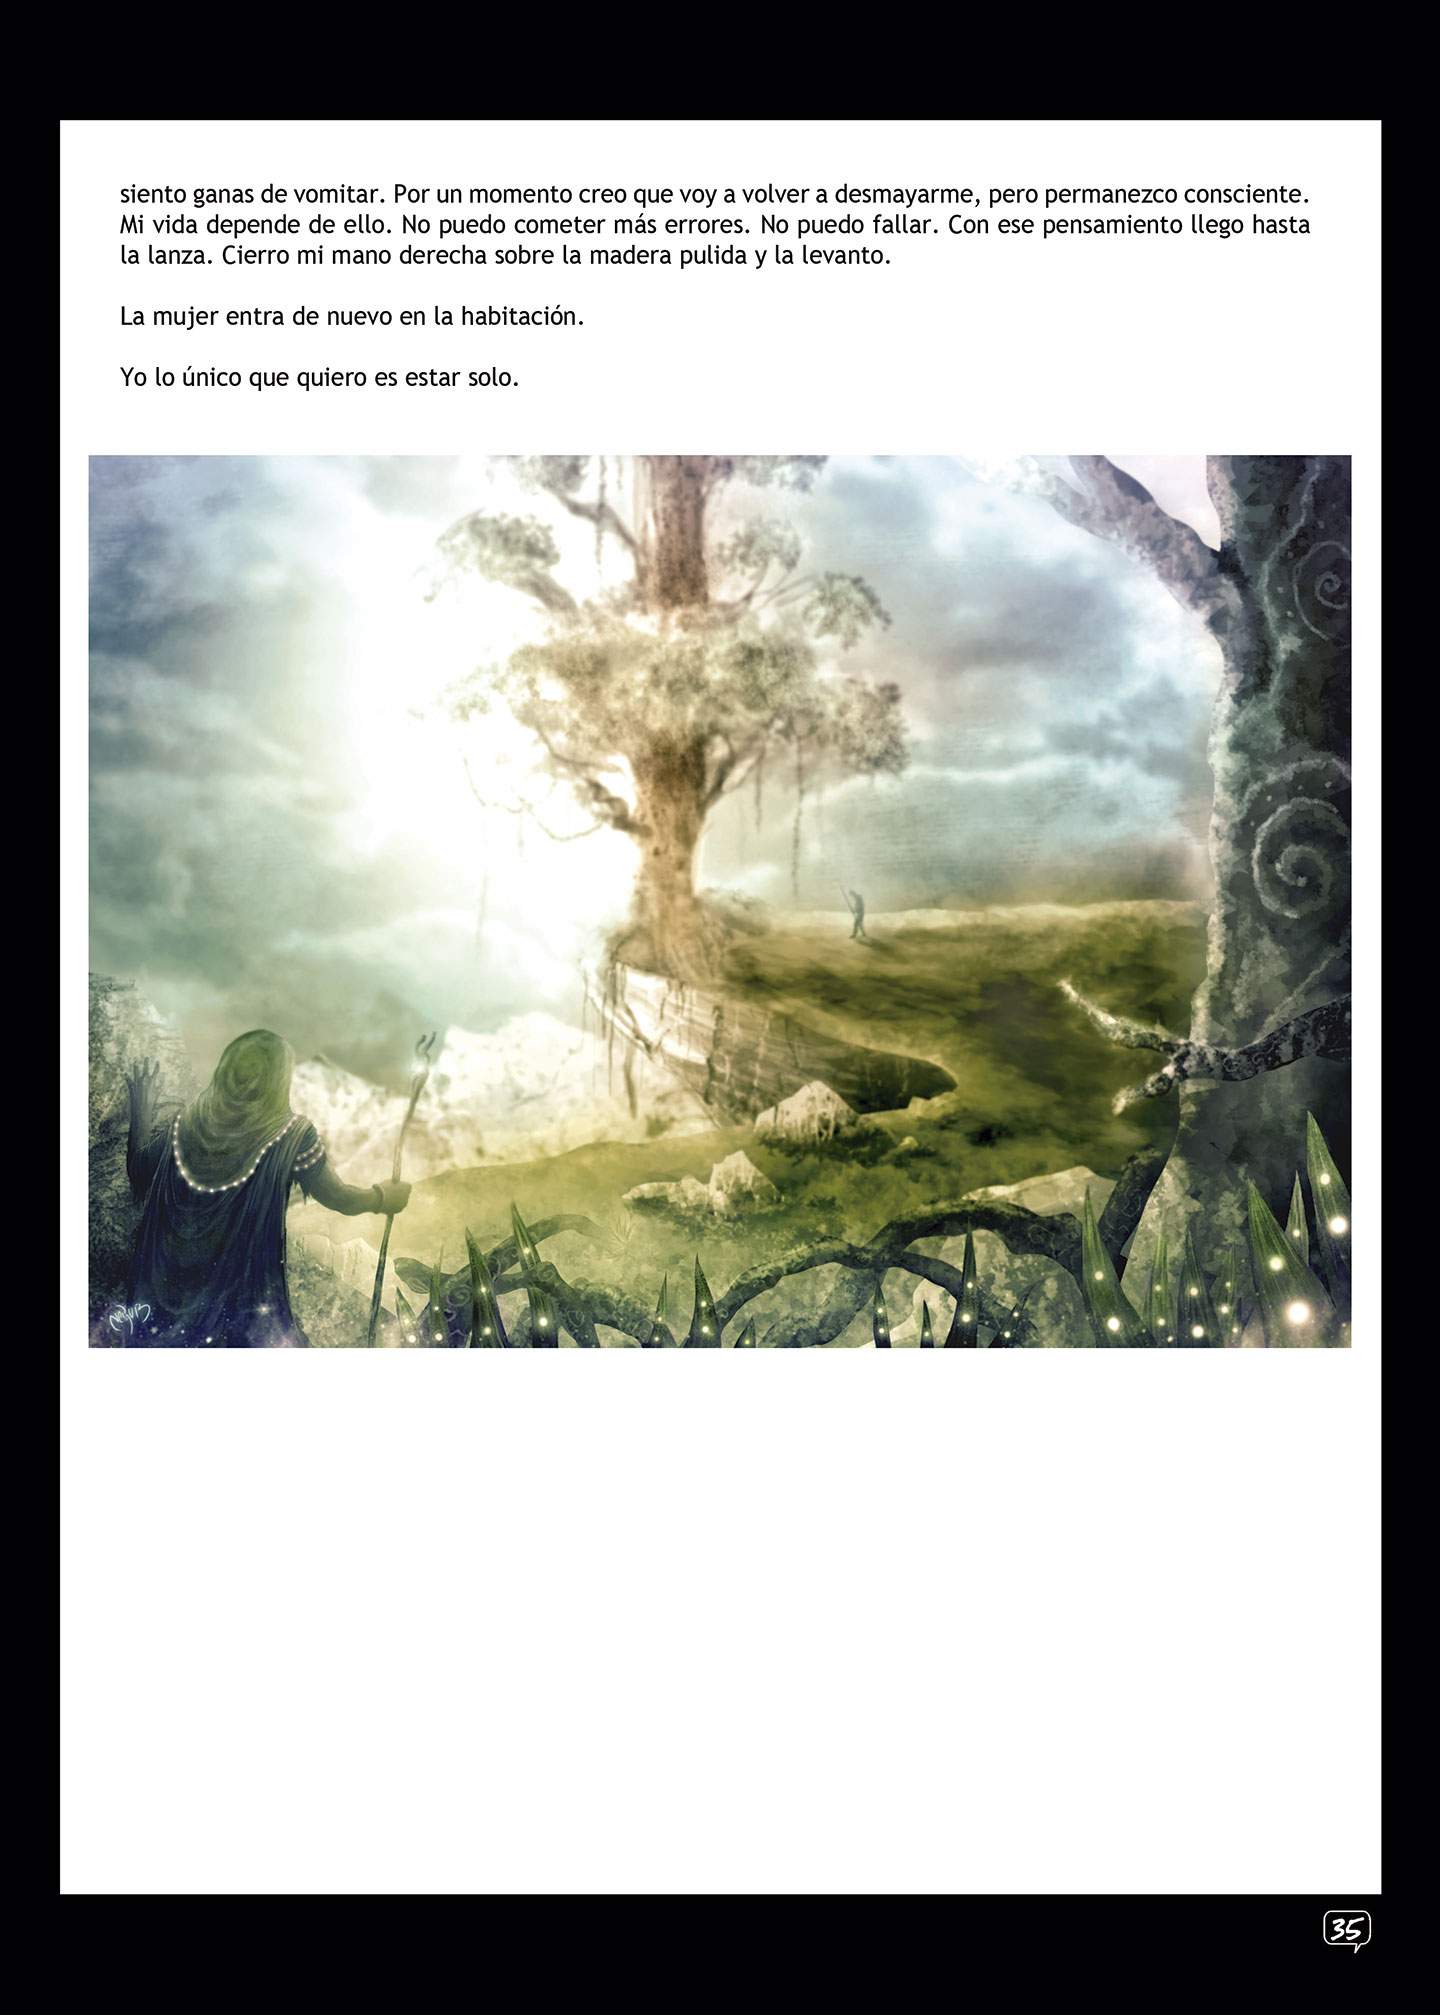 siento ganas de vomitar. Por un momento creo que voy a volver a desmayarme, pero permanezco consciente.
Mi vida depende de ello. No puedo cometer más errores. No puedo fallar. Con ese pensamiento llego hasta
la lanza. Cierro mi mano derecha sobre la madera pulida y la levanto.
La mujer entra de nuevo en la habitación.
Yo lo único que quiero es estar solo.
35